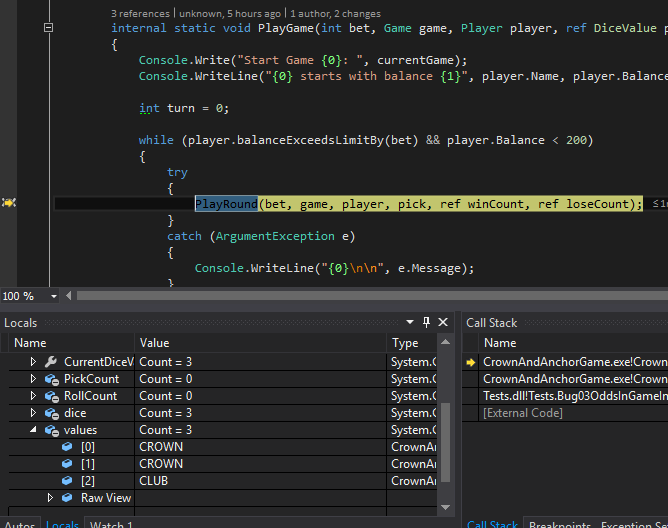 3 references | unknown, 5 hours ago | 1 author, 2 changes
internal static void PlayGame(int bet, Game game, Player player, ref DiceValue p
{
Console.Write("Start Game {0}: ", currentGame);
Console.WriteLine("{0} starts with balance {1}", player.Name, player.Balance
int turn = 0;
while (player.balanceExceedsLimitBy(bet) && player.Balance < 200)
{
try
{
PlayRound(bet, game, player, pick, ref winCount, ref loseCount);
}
catch (ArgumentException e)
{
Console.WriteLine("{0}\n\n", e.Message);
}
100 %
Locals
Name Value Type
CurrentDiceV Count = 3 System.C
PickCount Count = 0 System.C
RollCount Count = 0 System.C
dice Count = 3 System.C
values Count = 3 System.C
[0] CROWN CrownAn
[1] CROWN CrownAn
[2] CLUB CrownAn
Raw View
Autos Locals Watch 1
Call Stack
Name
CrownAndAnchorGame.exe!Crown
CrownAndAnchorGame.exe!Crown
Tests.dll!Tests.Bug03OddsInGameIn
[External Code]
Call Stack Breakpoints Exception Se